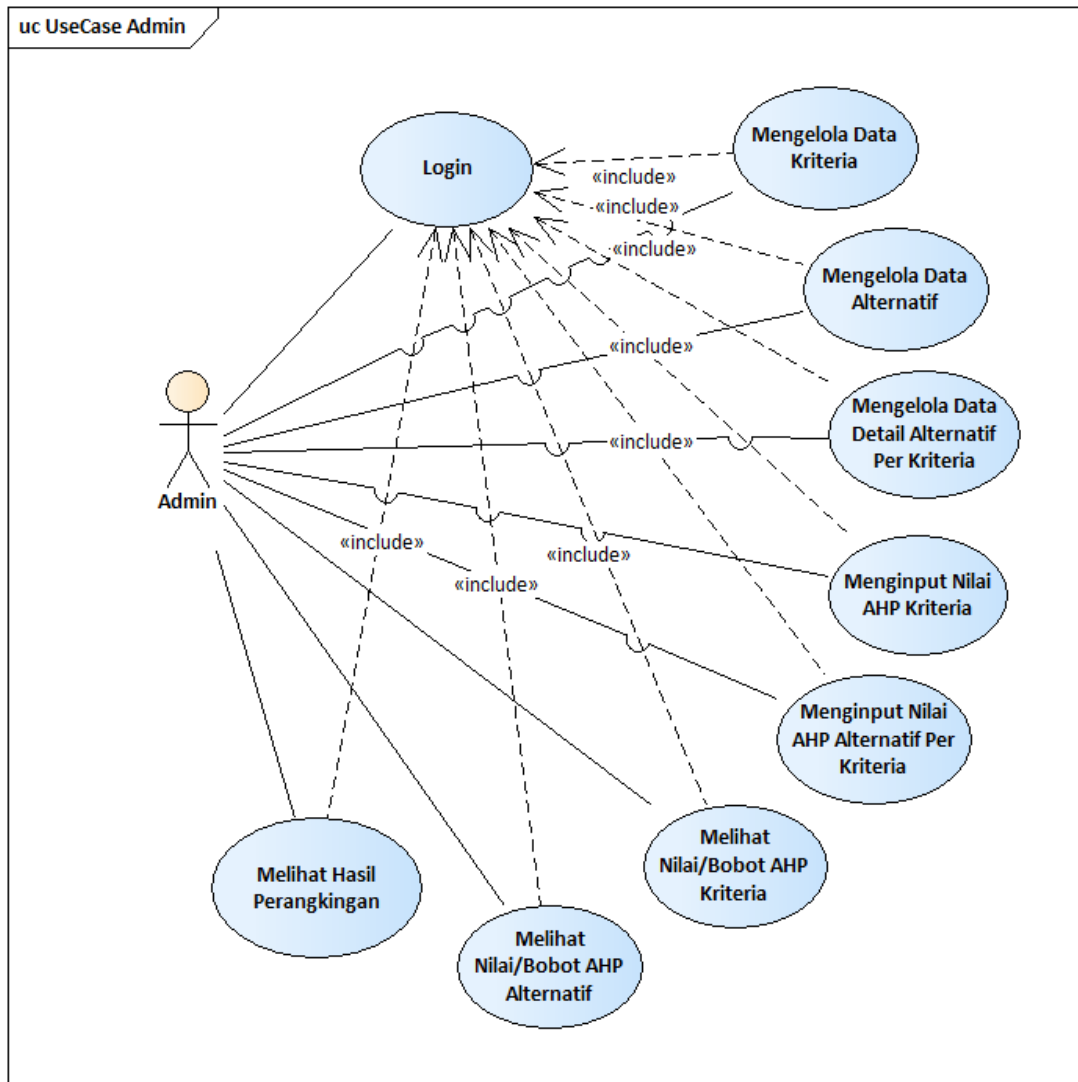 uc UseCase Admin
Login
Mengelola Data
Kriteria
«include»
«include»
«include»
Mengelola Data
Alternatif
«include»
Mengelola Data
Detail Alternatif
Per Kriteria
«include»
Admin
«include»
«include»
«include»
Menginput Nilai
AHP Kriteria
Menginput Nilai
AHP Alternatif Per
Kriteria
Melihat
Nilai/Bobot AHP
Kriteria
Melihat Hasil
Perangkingan
Melihat
Nilai/Bobot AHP
Alternatif